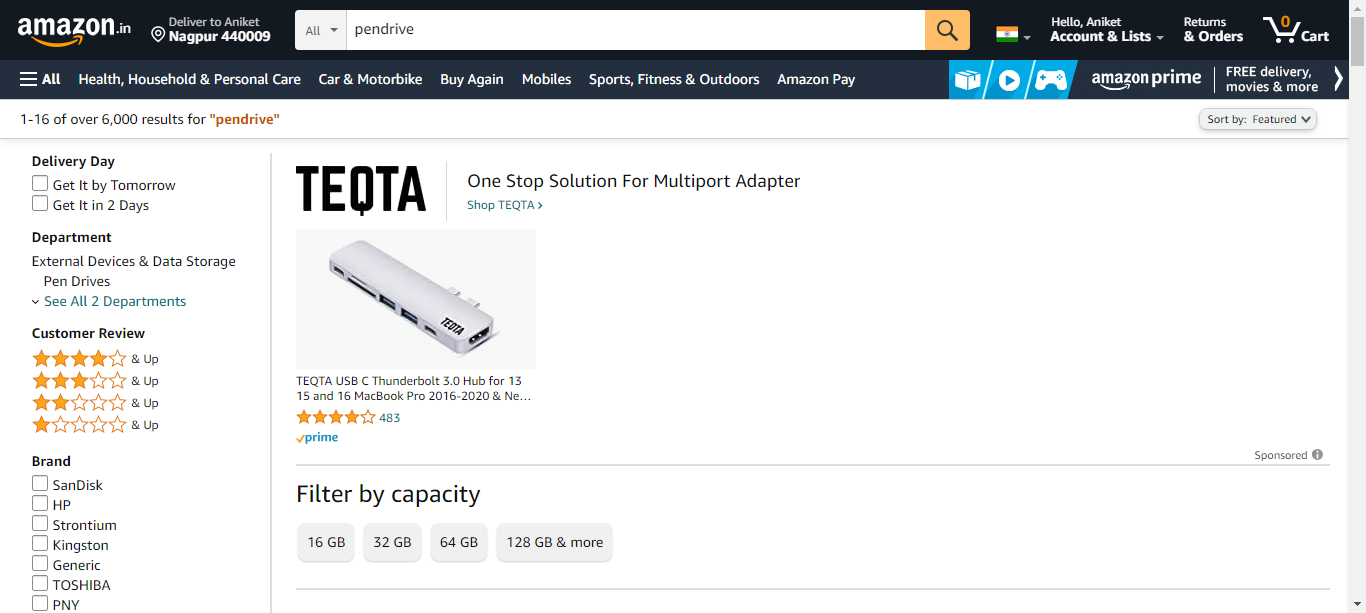 amazon.in
Deliver to Aniket
Nagpur 440009
All
pendrive
Hello, Aniket
Account & Lists
Returns
& Orders
0
Cart
All
Health, Household & Personal Care
Car & Motorbike
Buy Again
Mobiles
Sports, Fitness & Outdoors
Amazon Pay
amazon prime
FREE delivery,
movies & more
1-16 of over 6,000 results for "pendrive"
Sort by: Featured
Delivery Day
Get It by Tomorrow
Get It in 2 Days
Department
External Devices & Data Storage
Pen Drives
See All 2 Departments
Customer Review
& Up
& Up
& Up
& Up
Brand
SanDisk
HP
Strontium
Kingston
Generic
TOSHIBA
PNY
TEQTA
One Stop Solution For Multiport Adapter
Shop TEQTA ›
TEQTA
TEQTA USB C Thunderbolt 3.0 Hub for 13
15 and 16 MacBook Pro 2016-2020 & Ne…
483
prime
Sponsored
Filter by capacity
16 GB
32 GB
64 GB
128 GB & more